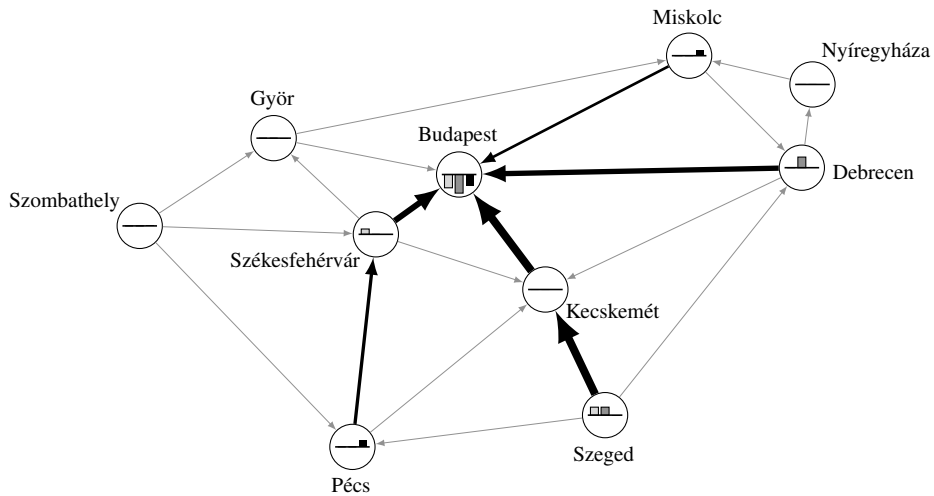 Miskolc
Nyíregyháza
Györ
Budapest
Debrecen
Szombathely
Székesfehérvár
Kecskemét
Szeged
Pécs